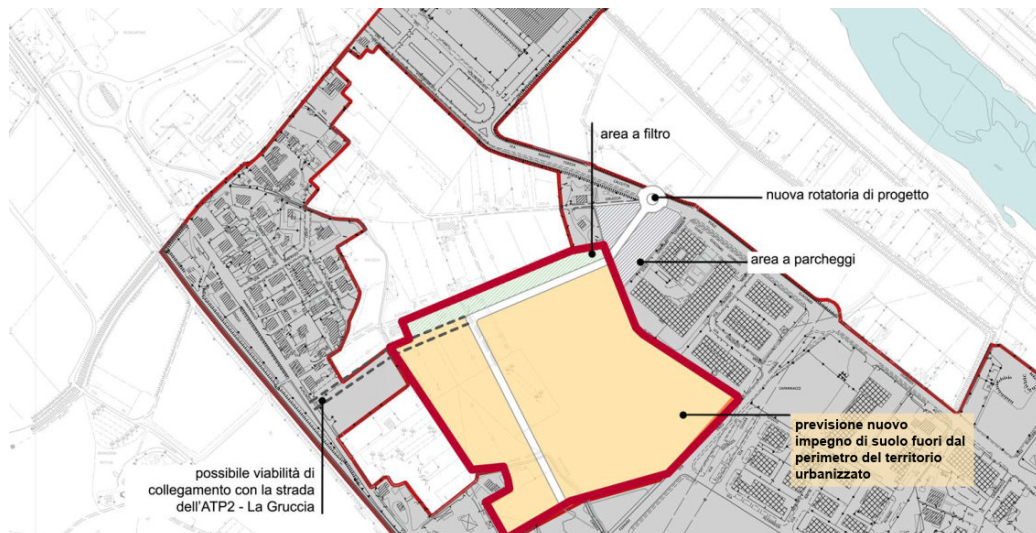 area a filtro
nuova rotatoria di progetto
area a parcheggi
previsione nuovo
impegno di suolo fuori dal
perimetro del territorio
urbanizzato
possibile viabilità di
collegamento con la strada
dell'ATP2 - La Gruccia